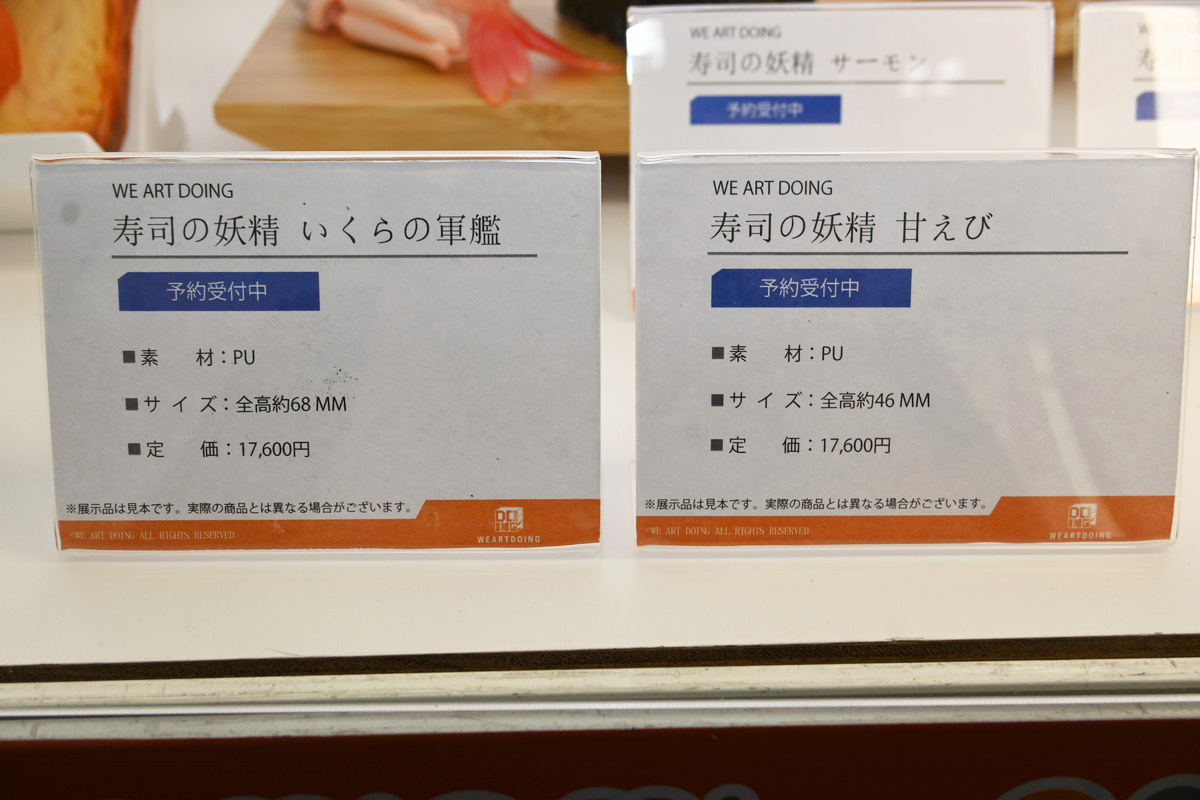 WE ART DOING
寿司の妖精 サーモン
予約受付中
WE ART DOING
寿司の妖精 いくらの軍艦
予約受付中
■素 材：PU
■サイズ：全高約68 MM
■定 価：17,600円
※展示品は見本です。実際の商品とは異なる場合がございます。
©WE ART DOING ALL RIGHTS RESERVED
DOING
WEARTDOING
WE ART DOING
寿司の妖精 甘えび
予約受付中
■素 材：PU
■サイズ：全高約46 MM
■定 価：17,600円
※展示品は見本です。実際の商品とは異なる場合がございます。
©WE ART DOING ALL RIGHTS RESERVED
DOING
WEARTDOING